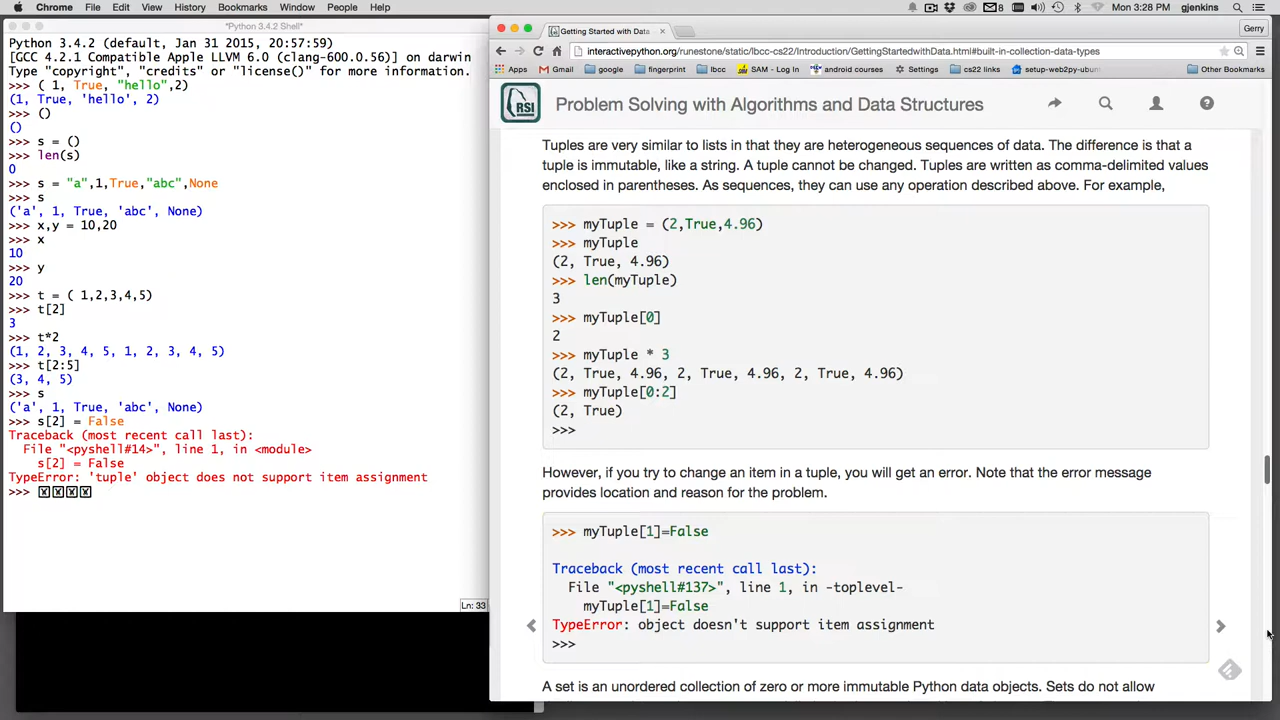 Chrome File Edit View History Bookmarks Window People Help
8 Mon 3:28 PM gjenkins
*Python 3.4.2 Shell*
Python 3.4.2 (default, Jan 31 2015, 20:57:59)
[GCC 4.2.1 Compatible Apple LLVM 6.0 (clang-600.0.56)] on darwin
Type "copyright", "credits" or "license()" for more information.
>>> ( 1, True, "hello",2)
(1, True, 'hello', 2)
>>> ()
()
>>> s = ()
>>> len(s)
0
>>> s = "a",1,True,"abc",None
>>> s
('a', 1, True, 'abc', None)
>>> x,y = 10,20
>>> x
10
>>> y
20
>>> t = ( 1,2,3,4,5)
>>> t[2]
3
>>> t*2
(1, 2, 3, 4, 5, 1, 2, 3, 4, 5)
>>> t[2:5]
(3, 4, 5)
>>> s
('a', 1, True, 'abc', None)
>>> s[2] = False
Traceback (most recent call last):
File "<pyshell#14>", line 1, in <module>
s[2] = False
TypeError: 'tuple' object does not support item assignment
>>>
Ln: 33
Getting Started with Data
Gerry
interactivepython.org/runestone/static/lbcc-cs22/Introduction/GettingStartedwithData.html#built-in-collection-data-types
Apps Gmail google fingerprint lbcc SAM - Log In android courses Settings cs22 links setup-web2py-ubun Other Bookmarks
RSI Problem Solving with Algorithms and Data Structures
Tuples are very similar to lists in that they are heterogeneous sequences of data. The difference is that a
tuple is immutable, like a string. A tuple cannot be changed. Tuples are written as comma-delimited values
enclosed in parentheses. As sequences, they can use any operation described above. For example,
>>> myTuple = (2,True,4.96)
>>> myTuple
(2, True, 4.96)
>>> len(myTuple)
3
>>> myTuple[0]
2
>>> myTuple * 3
(2, True, 4.96, 2, True, 4.96, 2, True, 4.96)
>>> myTuple[0:2]
(2, True)
>>>
However, if you try to change an item in a tuple, you will get an error. Note that the error message
provides location and reason for the problem.
>>> myTuple[1]=False
Traceback (most recent call last):
File "<pyshell#137>", line 1, in -toplevel-
myTuple[1]=False
TypeError: object doesn't support item assignment
>>>
A set is an unordered collection of zero or more immutable Python data objects. Sets do not allow